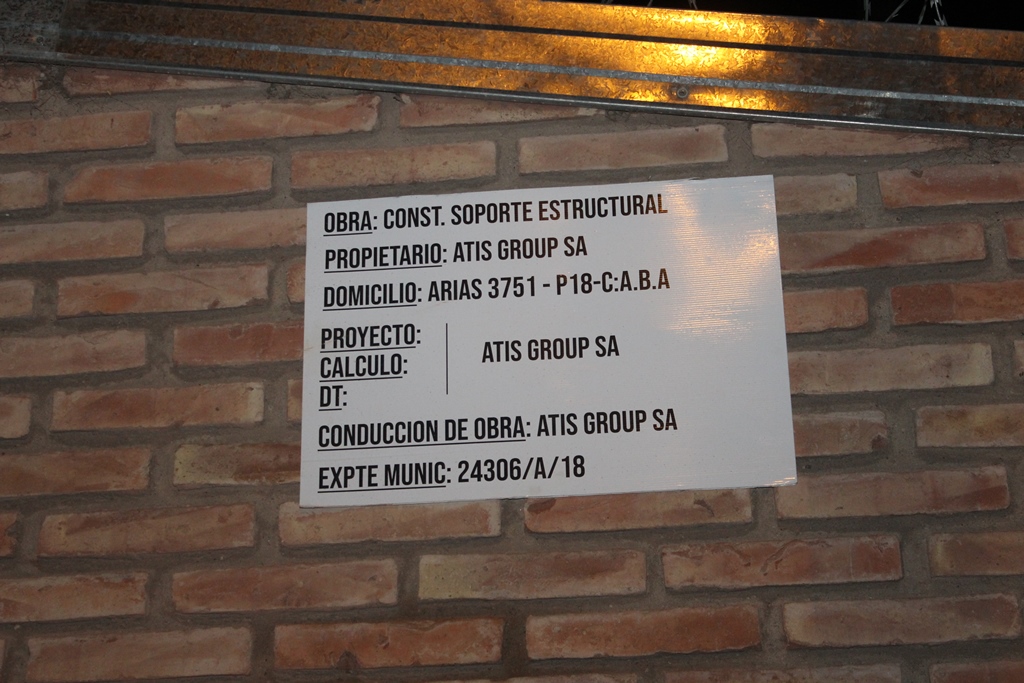 OBRA: CONST. SOPORTE ESTRUCTURAL
PROPIETARIO: ATIS GROUP SA
DOMICILIO: ARIAS 3751 - P18-C:A.B.A
PROYECTO:
CALCULO:
DT:
ATIS GROUP SA
CONDUCCION DE OBRA: ATIS GROUP SA
EXPTE MUNIC: 24306/A/18